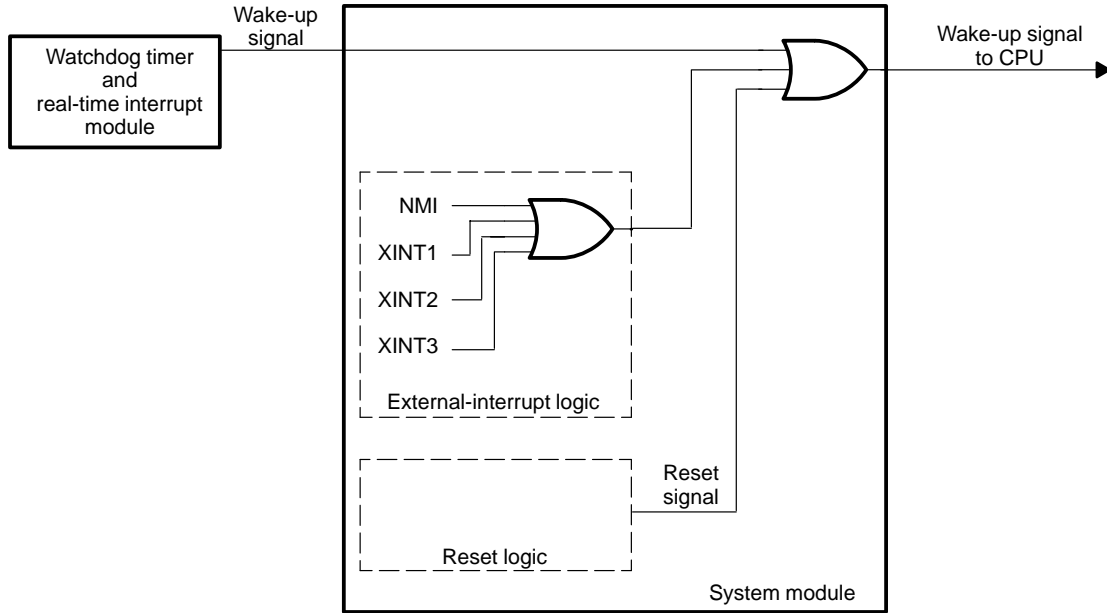 Wake-up
signal
Watchdog timer
and
real-time interrupt
module
Wake-up signal
to CPU
NMI
XINT1
XINT2
XINT3
External-interrupt logic
Reset
signal
Reset logic
System module